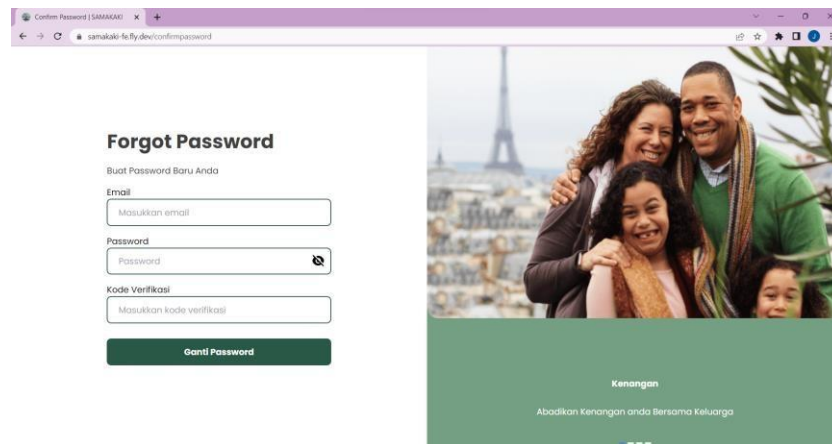 Confirm Password | SAMAKAKI
samakaki-fe.fly.dev/confirmpassword
J
Forgot Password
Buat Password Baru Anda
Email
Masukkan email
Password
Password
Kode Verifikasi
Masukkan kode verifikasi
Ganti Password
Kenangan
Abadikan Kenangan anda Bersama Keluarga